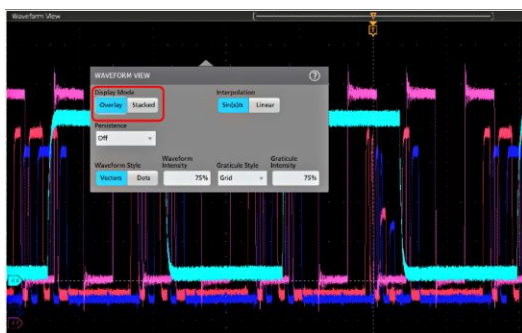 Waveform View
WAVEFORM VIEW
Display Mode
Interpolation
Overlay Stacked
Sin(x)/x Linear
Persistence
Off
Waveform Style
Waveform Intensity
Graticule Style
Graticule Intensity
Vectors Dots
75%
Grid
75%